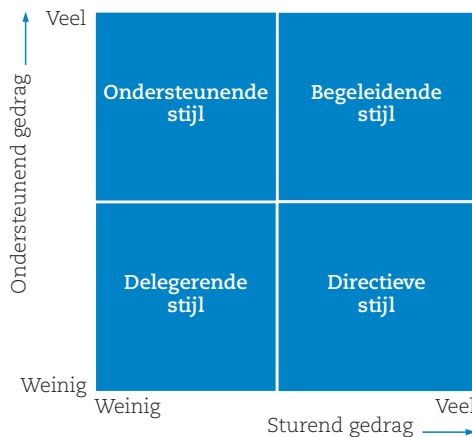 Veel
Ondersteunend gedrag
Ondersteunende
stijl
Begeleidende
stijl
Delegerende
stijl
Directieve
stijl
Weinig
Weinig
Veel
Sturend gedrag